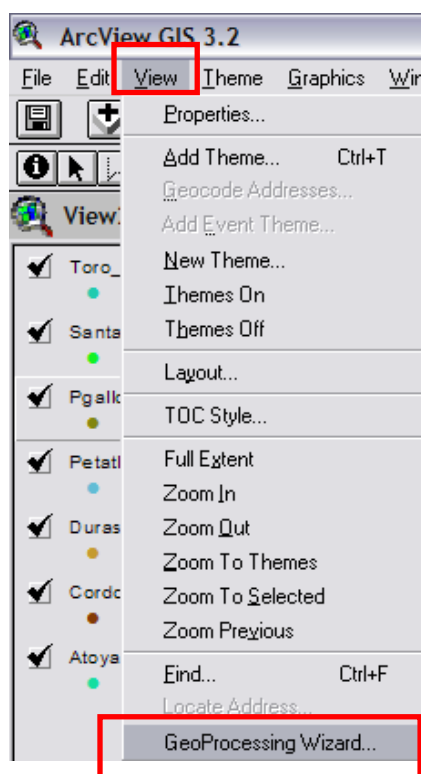 ArcView GIS 3.2
File Edit View Theme Graphics
Properties...
Add Theme... Ctrl+T
Geocode Addresses...
Add Event Theme...
New Theme...
Themes On
Themes Off
Layout...
TOC Style...
Full Extent
Zoom In
Zoom Out
Zoom To Themes
Zoom To Selected
Zoom Previous
Find... Ctrl+F
Locate Address...
GeoProcessing Wizard...
View
Toro_
Santa
Pgallo
Petatl
Duras
Cordo
Atoya